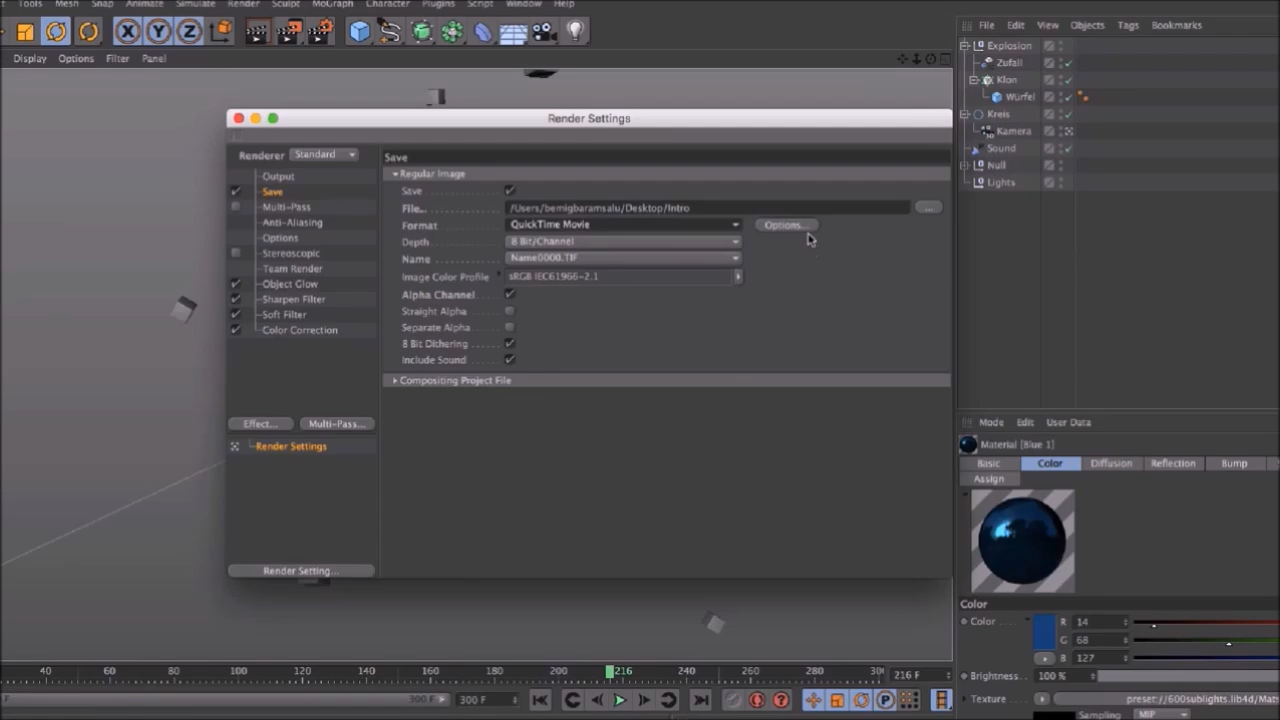 Tools Mesh Snap Animate Simulate Render Sculpt MoGraph Character Plugins Script Window Help
X Y Z
File Edit View Objects Tags Bookmarks
Display Options Filter Panel
Explosion
Zufall
Klon
Würfel
Kreis
Kamera
Sound
Null
Lights
Render Settings
Renderer Standard
Output
Save
Multi-Pass
Anti-Aliasing
Options
Stereoscopic
Team Render
Object Glow
Sharpen Filter
Soft Filter
Color Correction
Effect... Multi-Pass...
Render Settings
Render Setting...
Save
Regular Image
Save
File... /Users/bemigbaramsalu/Desktop/Intro ...
Format QuickTime Movie Options...
Depth 8 Bit/Channel
Name Name0000.TIF
Image Color Profile sRGB IEC61966-2.1
Alpha Channel
Straight Alpha
Separate Alpha
8 Bit Dithering
Include Sound
Compositing Project File
Mode Edit User Data
Material [Blue 1]
Basic Color Diffusion Reflection Bump
Assign
Color
Color R 14
G 68
B 127
Brightness 100 %
Texture preset://600sublights.lib4d/Mat
Sampling MIP
40 60 80 100 120 140 160 180 200 216 240 260 280 30 216 F
F 300 F 300 F P